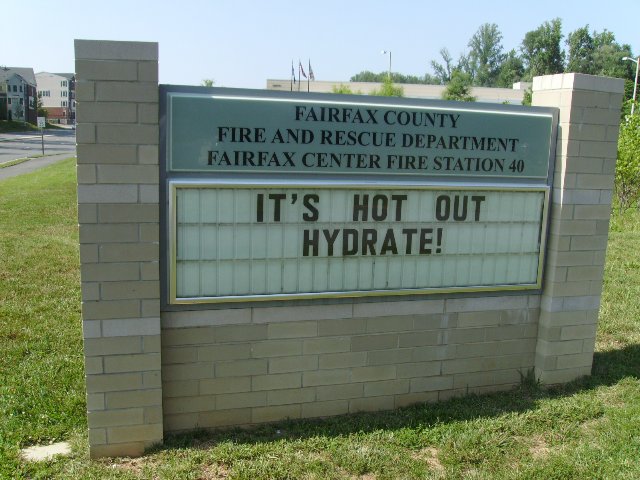 FAIRFAX COUNTY
FIRE AND RESCUE DEPARTMENT
FAIRFAX CENTER FIRE STATION 40
IT'S HOT OUT
HYDRATE!